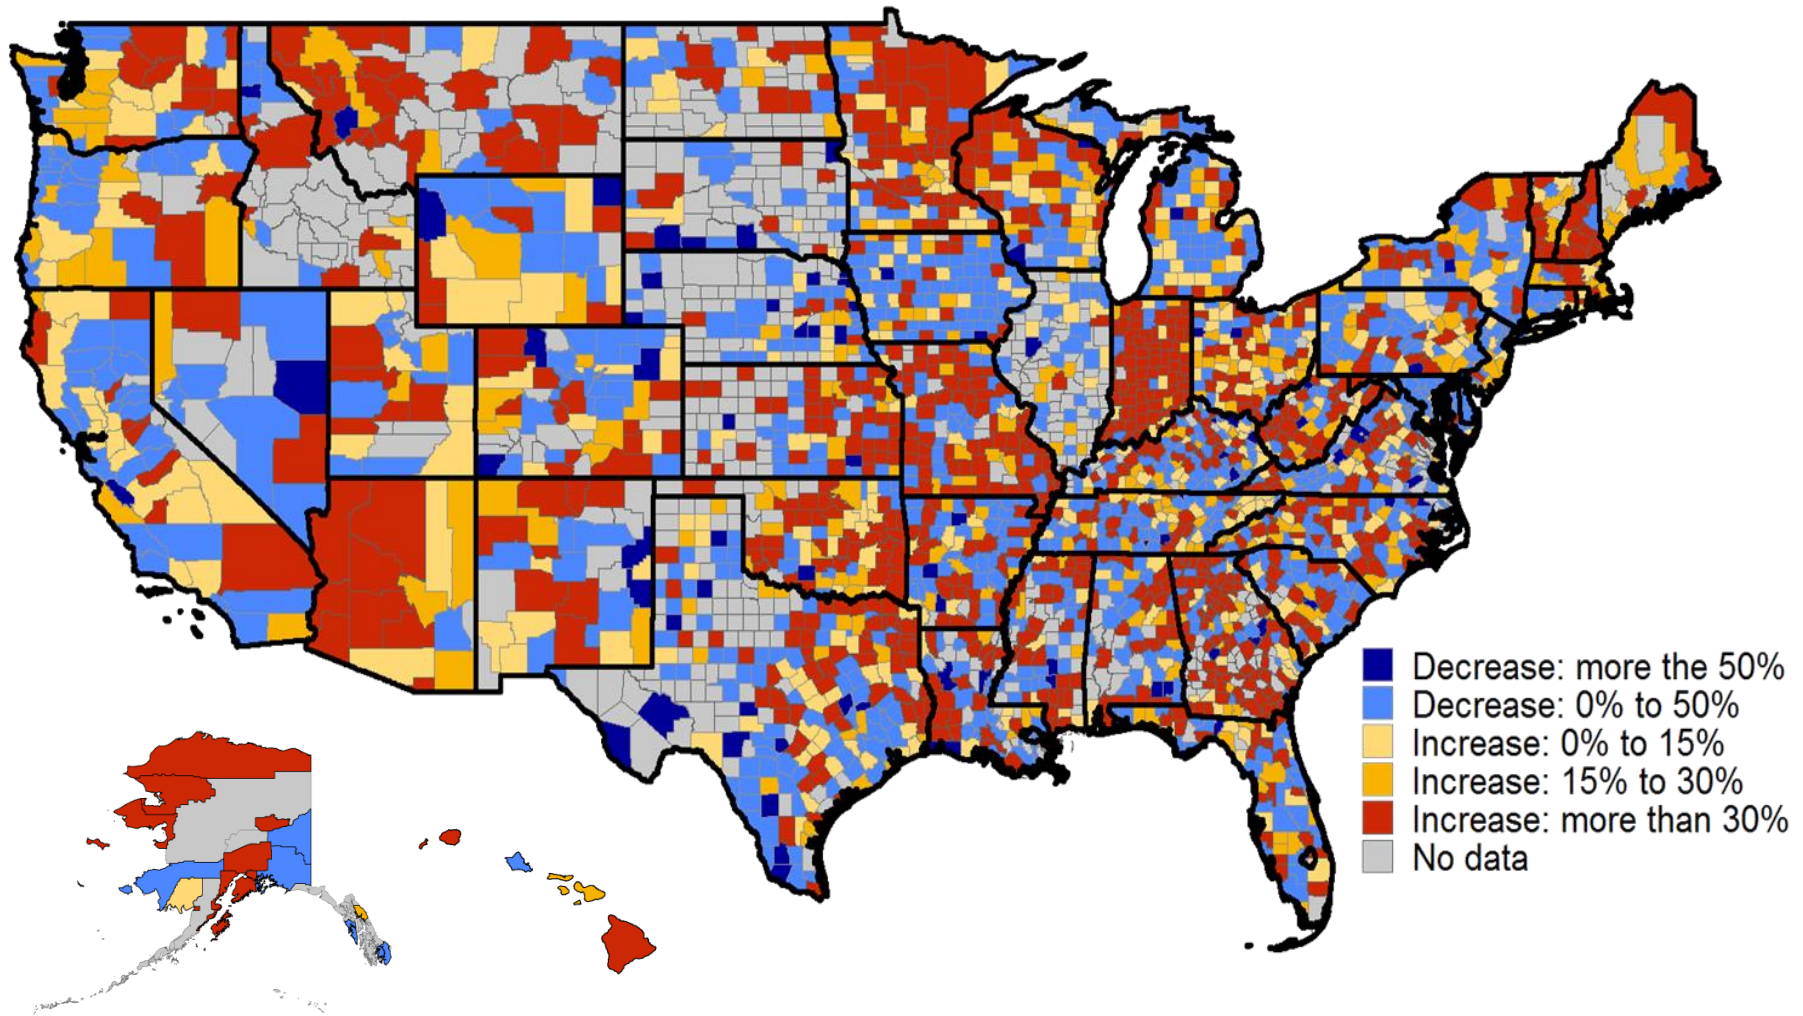 Decrease: more the 50%
Decrease: 0% to 50%
Increase: 0% to 15%
Increase: 15% to 30%
Increase: more than 30%
No data